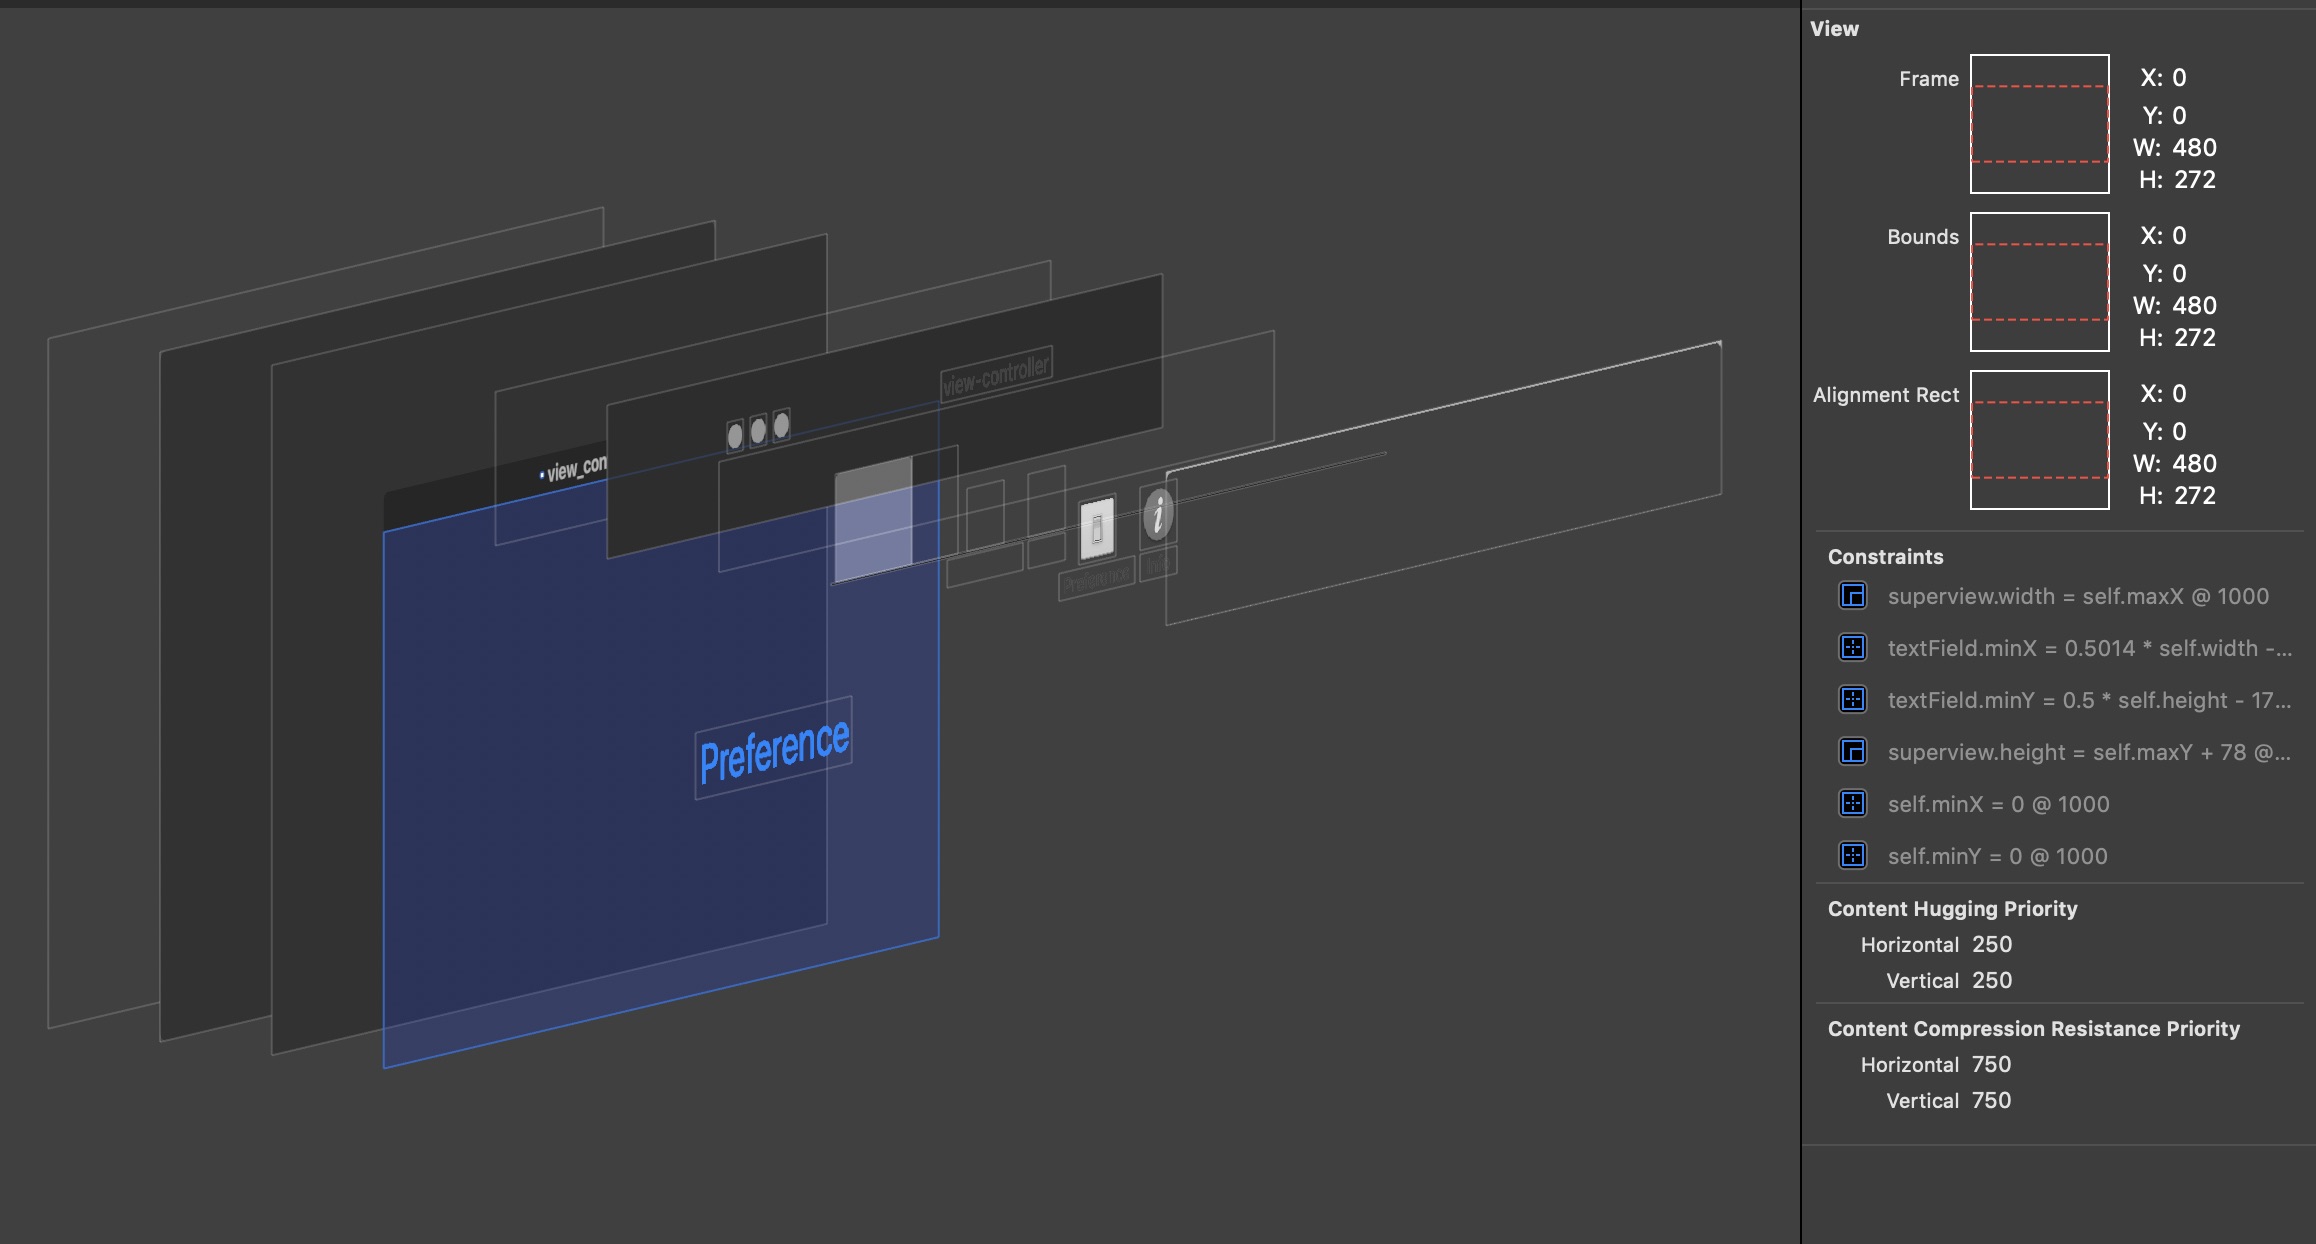 view-controller
view_con
Preference
Info
Preference
View
Frame
X: 0
Y: 0
W: 480
H: 272
Bounds
X: 0
Y: 0
W: 480
H: 272
Alignment Rect
X: 0
Y: 0
W: 480
H: 272
Constraints
superview.width = self.maxX @ 1000
textField.minX = 0.5014 * self.width -...
textField.minY = 0.5 * self.height - 17...
superview.height = self.maxY + 78 @...
self.minX = 0 @ 1000
self.minY = 0 @ 1000
Content Hugging Priority
Horizontal 250
Vertical 250
Content Compression Resistance Priority
Horizontal 750
Vertical 750